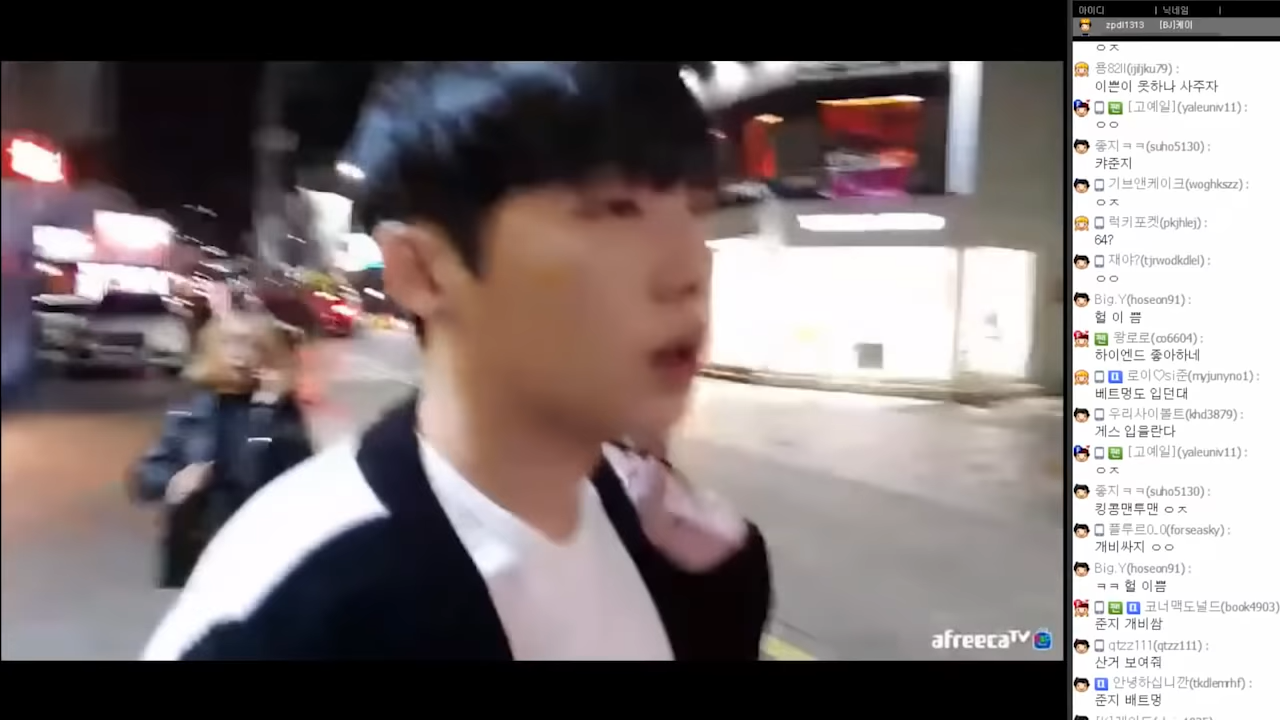 아이디 | 닉네임 |
zpdl1313 [BJ]케이
ㅇㅈ
용82II(ijiljku79) :
이쁜이 옷하나 사주자
[고예일](yaleuniv11) :
ㅇㅇ
좋지ㅋㅋ(suho5130) :
캬준지
기브앤케이크(woghkszz) :
ㅇㅈ
럭키포켓(pkjhlej) :
64?
재야?(tjrwodkdlei) :
ㅇㅇ
Big.Y(hoseon91) :
헐 이 쁨
왕로로(co6604) :
하이엔드 좋아하네
로이♡si준(myjunyno1) :
베트멍도 입던대
우리사이볼트(khd3879) :
게스 입을란다
[고예일](yaleuniv11) :
ㅇㅈ
좋지ㅋㅋ(suho5130) :
킹콩맨투맨 ㅇㅈ
플루르0_0(forseasky) :
개비싸지 ㅇㅇ
Big.Y(hoseon91) :
ㅋㅋ 헐 이쁨
코너맥도널드(book4903)
준지 개비쌈
qtzz111(qtzz111) :
산거 보여줘
안녕하십니깐(tkdlemrhf) :
준지 배트멍
afreecaTV